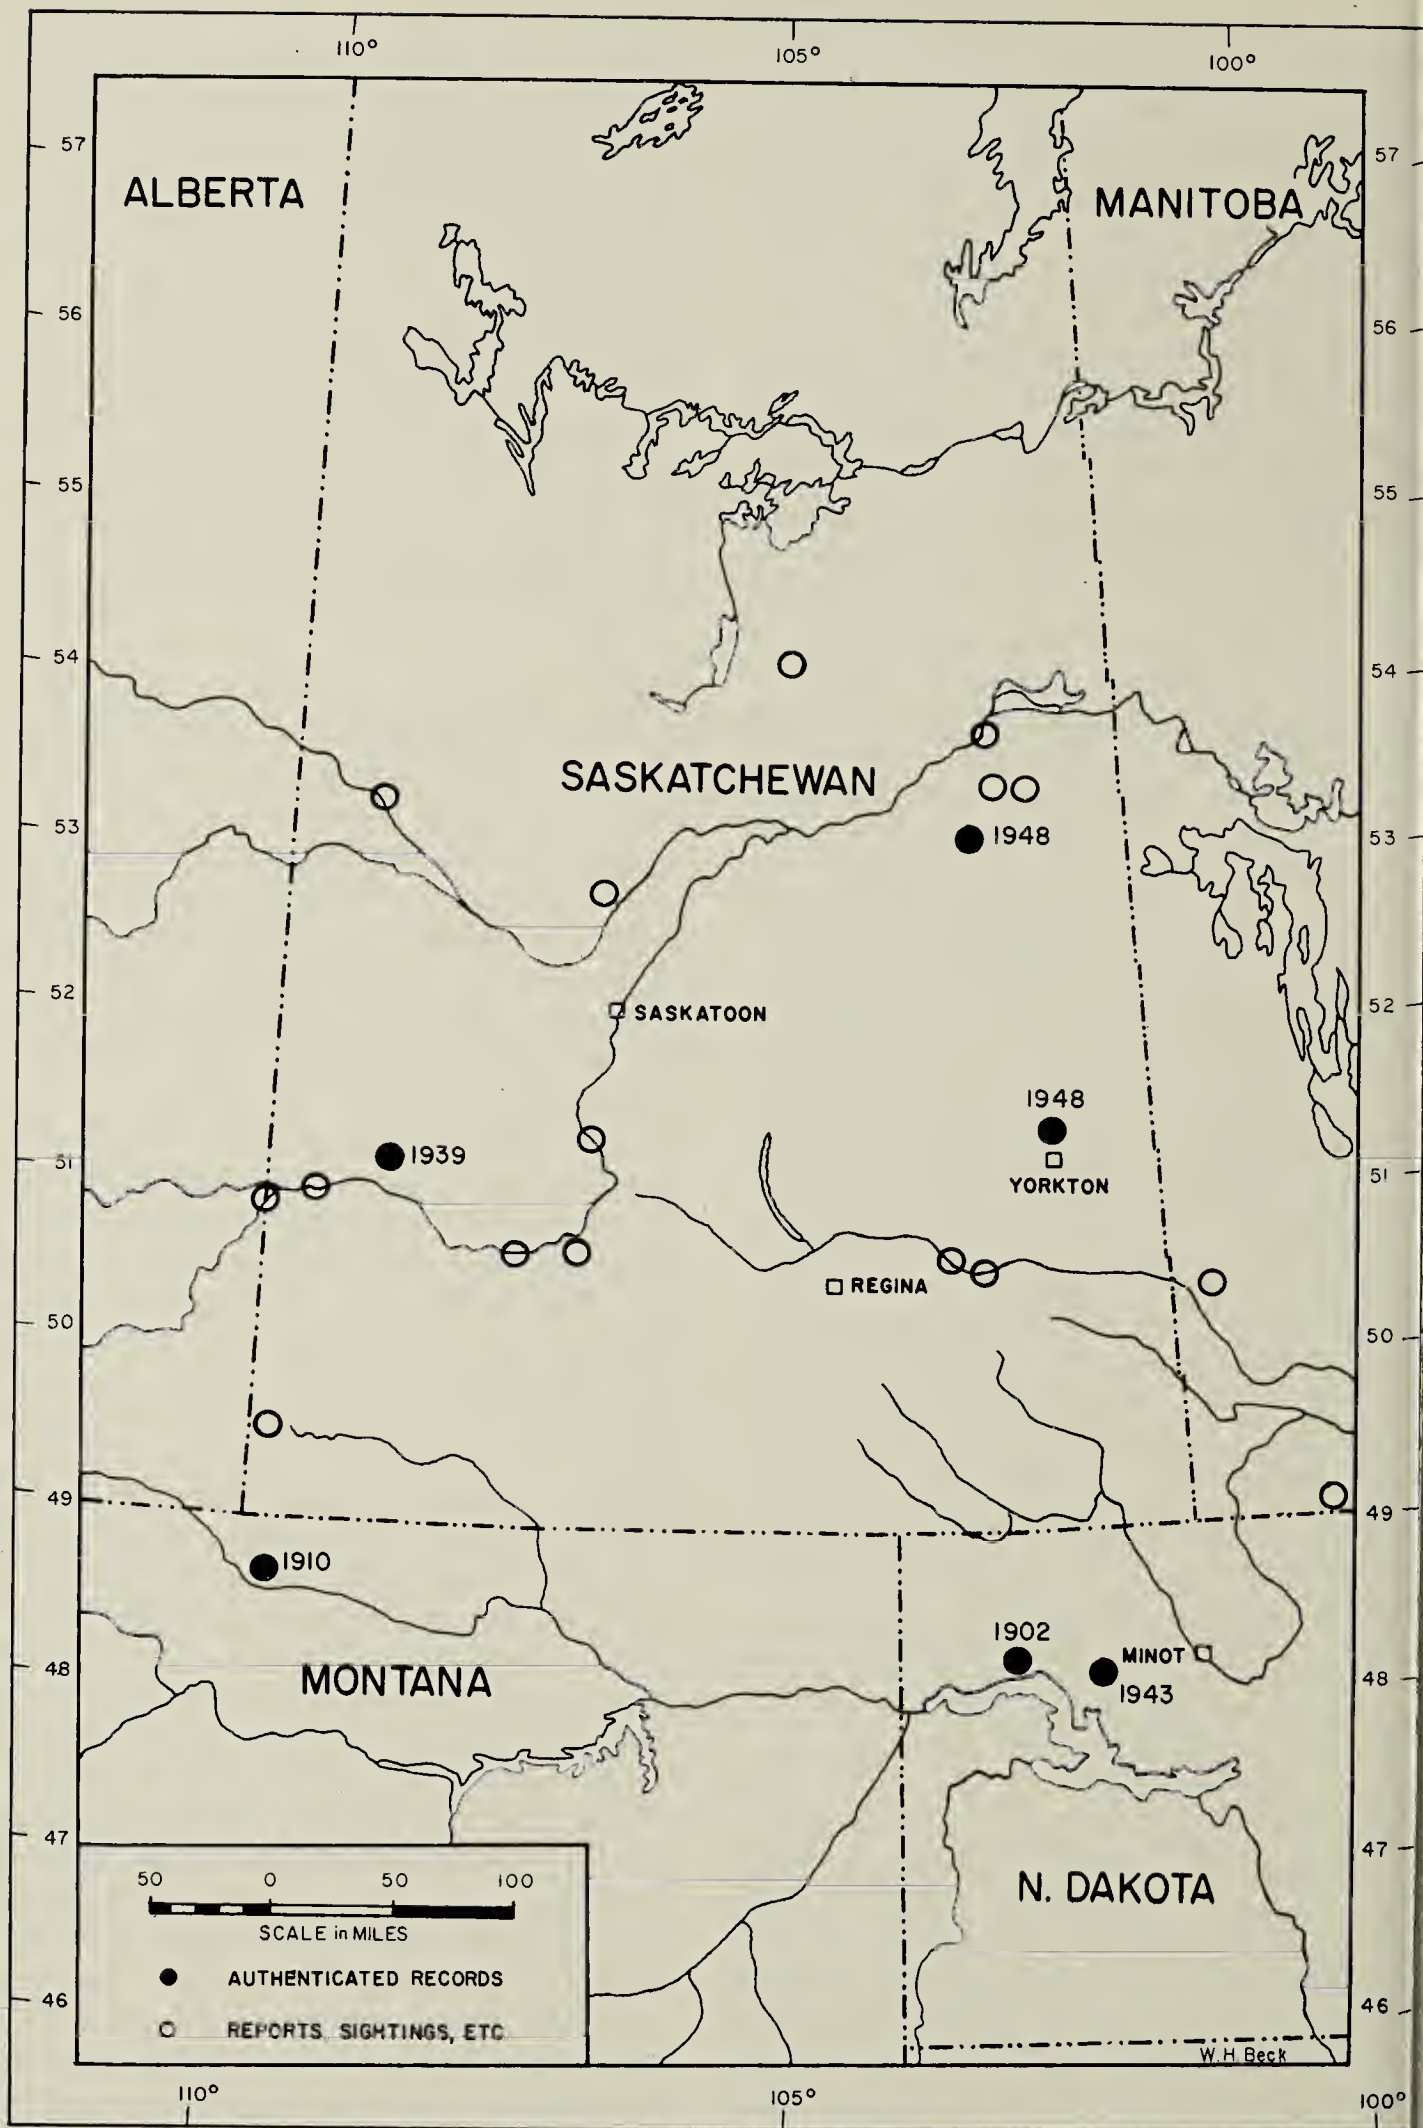 110° 105° 100°
57 57
ALBERTA MANITOBA
56 56
55 55
54 54
SASKATCHEWAN
53 1948 53
52 52
SASKATOON
1948
51 1939 51
YORKTON
REGINA
50 50
49 49
1910
1902
48 MINOT 48
MONTANA 1943
47 47
50 0 50 100
N. DAKOTA
SCALE in MILES
AUTHENTICATED RECORDS
46 46
REPORTS, SIGHTINGS, ETC
W.H. Beck
110° 105° 100°